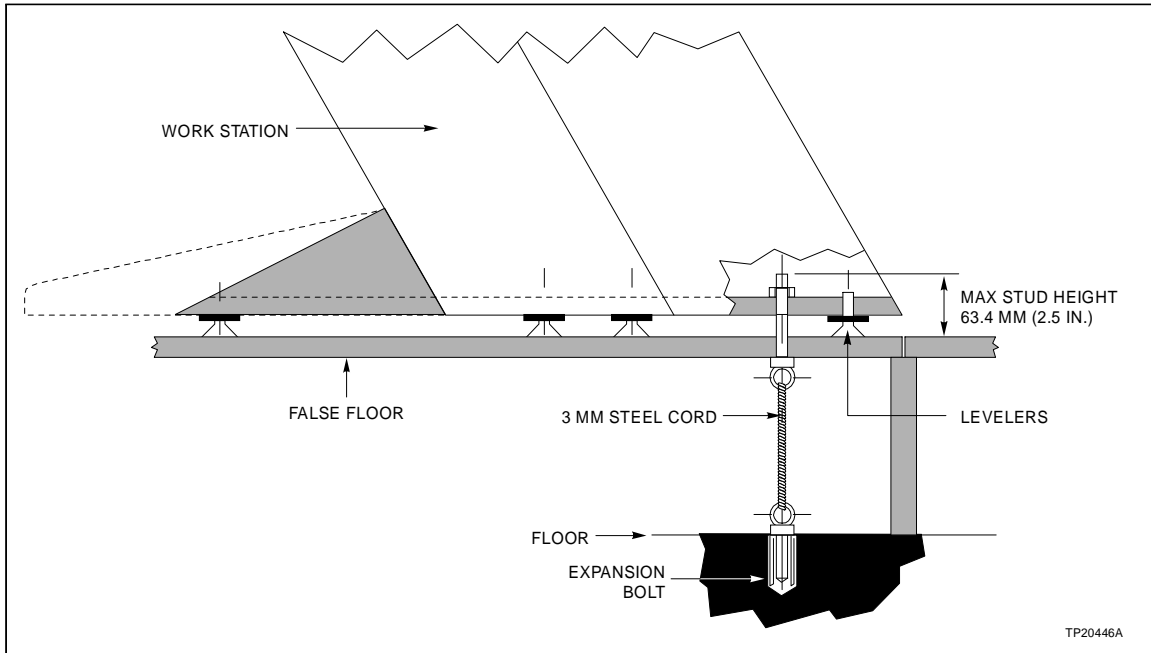 WORK STATION
MAX STUD HEIGHT
63.4 MM (2.5 IN.)
FALSE FLOOR
3 MM STEEL CORD
LEVELERS
FLOOR
EXPANSION
BOLT
TP20446A